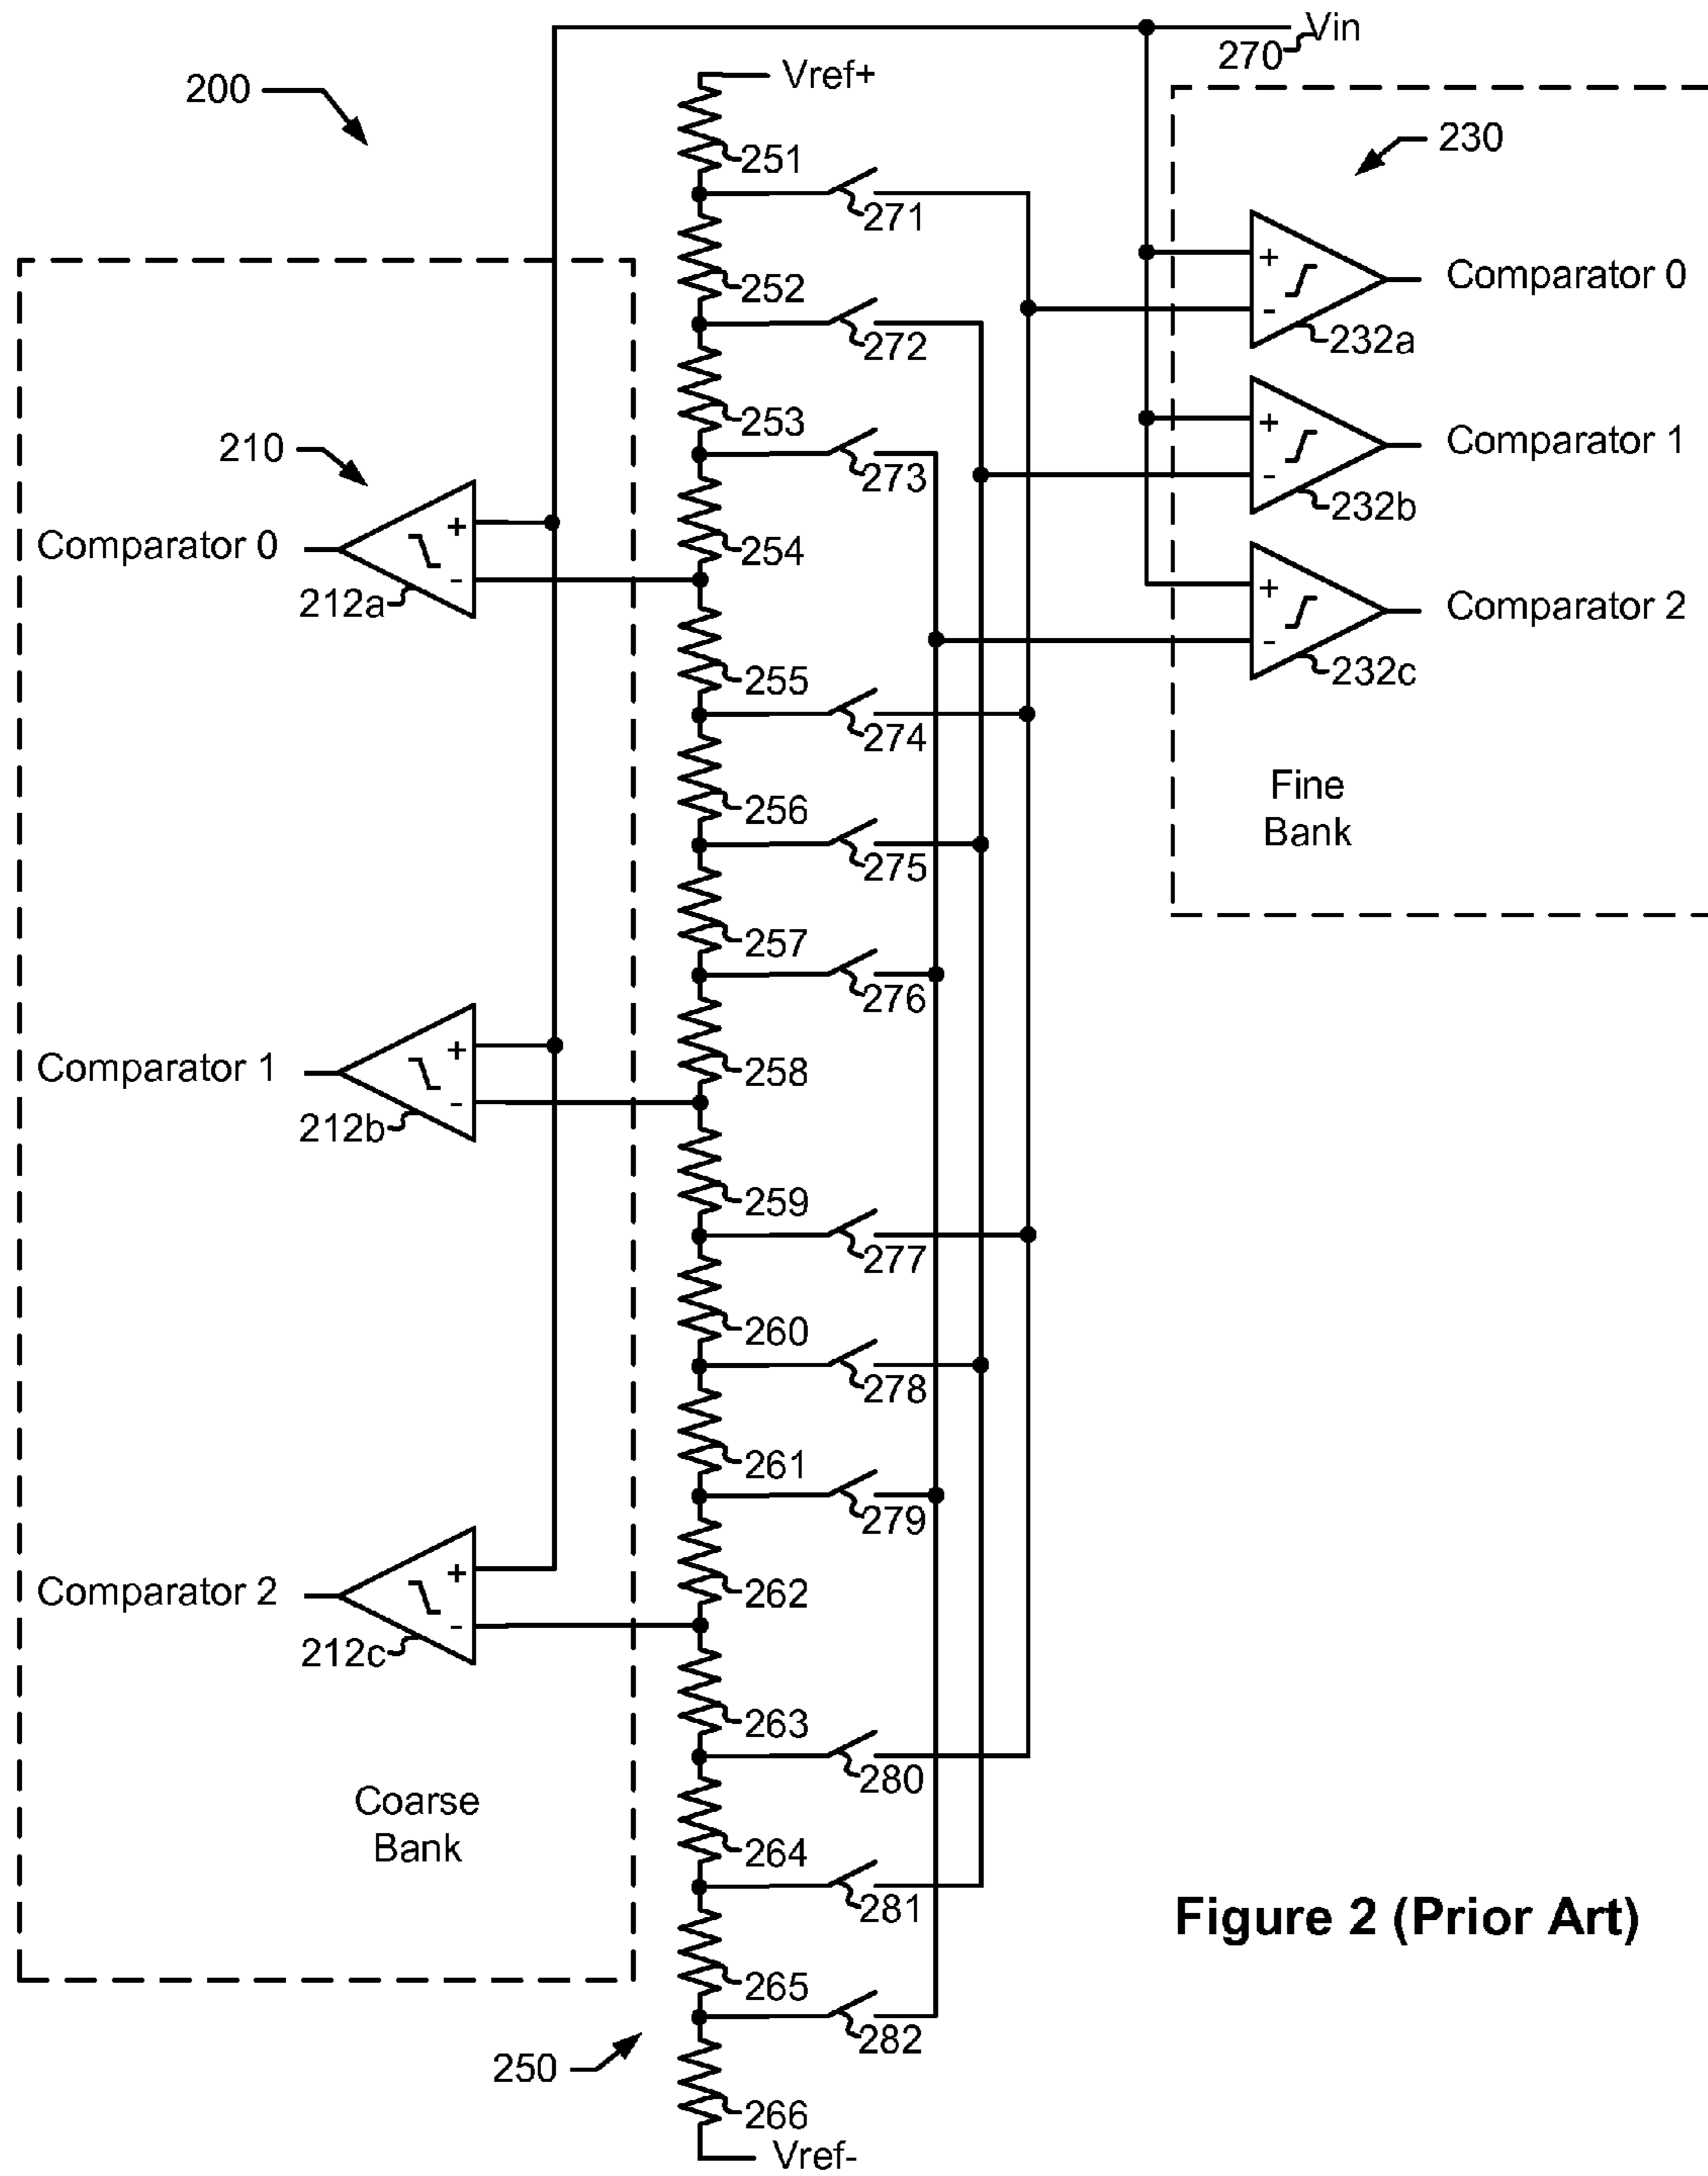 Vin
270
Vref+
200
230
251
271
252
Comparator 0
272
232a
253
210
273
Comparator 1
232b
Comparator 0
254
212a
Comparator 2
232c
255
274
Fine
Bank
256
275
257
276
Comparator 1
258
212b
259
277
260
278
261
279
Comparator 2
262
212c
263
280
Coarse
Bank
264
281
Figure 2 (Prior Art)
265
282
250
266
Vref-
+
-
+
-
+
-
+
-
+
-
+
-